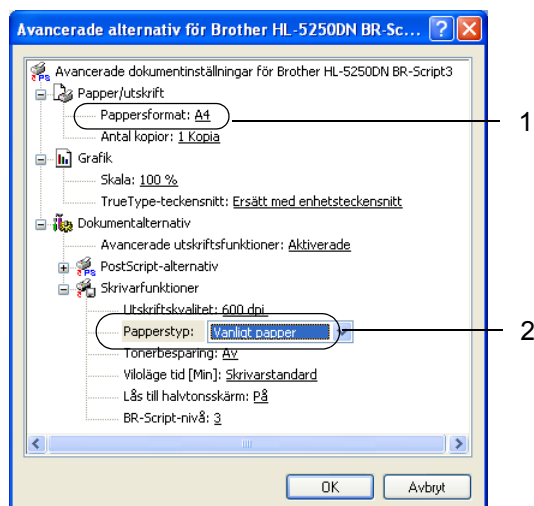 Avancerade alternativ för Brother HL-5250DN BR-Sc...
Avancerade dokumentinställningar för Brother HL-5250DN BR-Script3
Papper/utskrift
Pappersformat: A4
1
Antal kopior: 1 Kopia
Grafik
Skala: 100 %
TrueType-teckensnitt: Ersätt med enhetsteckensnitt
Dokumentalternativ
Avancerade utskriftsfunktioner: Aktiverade
PostScript-alternativ
Skrivarfunktioner
Utskriftskvalitet: 600 dpi
Papperstyp: Vanligt papper
2
Tonerbesparing: Av
Viloläge tid [Min]: Skrivarstandard
Lås till halvtonsskärm: På
BR-Script-nivå: 3
OK Avbryt